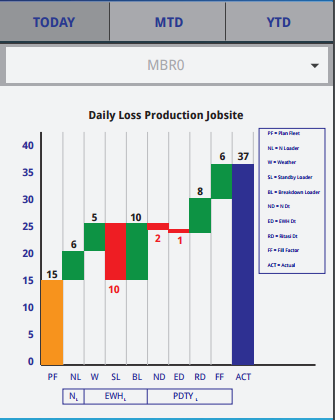 TODAY MTD YTD
MBR0
Daily Loss Production Jobsite
40
35
30
25
20
15
10
5
0
15 6 5 10 10 2 1 8 6 37
PF NL W SL BL ND ED RD FF ACT
NL EWHL PDTY L
PF = Plan Fleet
NL = N Loader
W = Weather
SL = Standby Loader
BL = Breakdown Loader
ND = N Dt
ED = EWH Dt
RD = Ritasi Dt
FF = Fill Factor
ACT = Actual